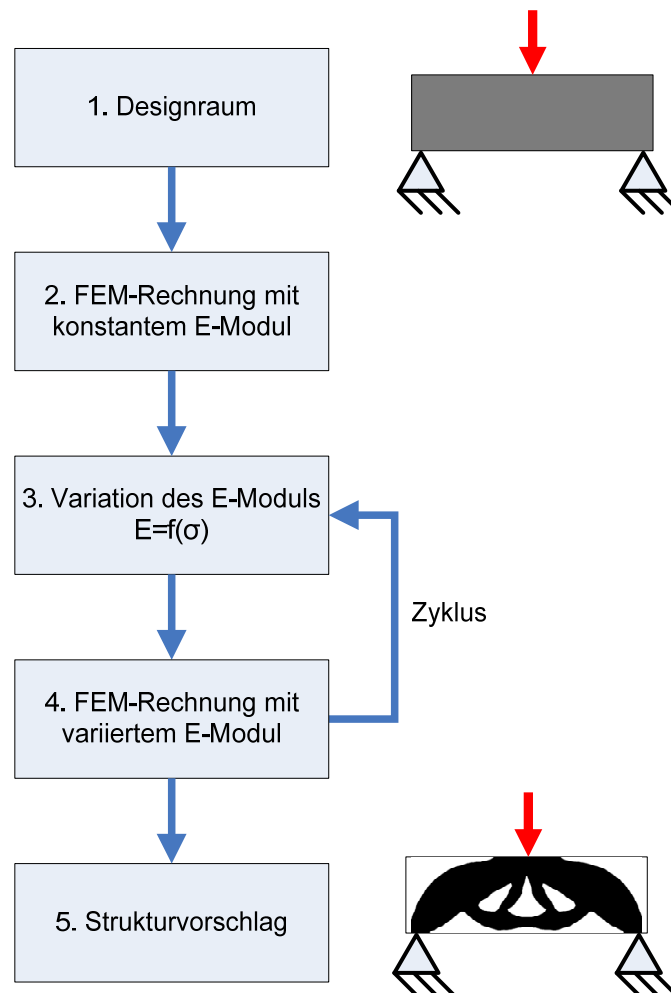 1. Designraum
2. FEM-Rechnung mit
konstantem E-Modul
3. Variation des E-Moduls
E=f(σ)
Zyklus
4. FEM-Rechnung mit
variiertem E-Modul
5. Strukturvorschlag